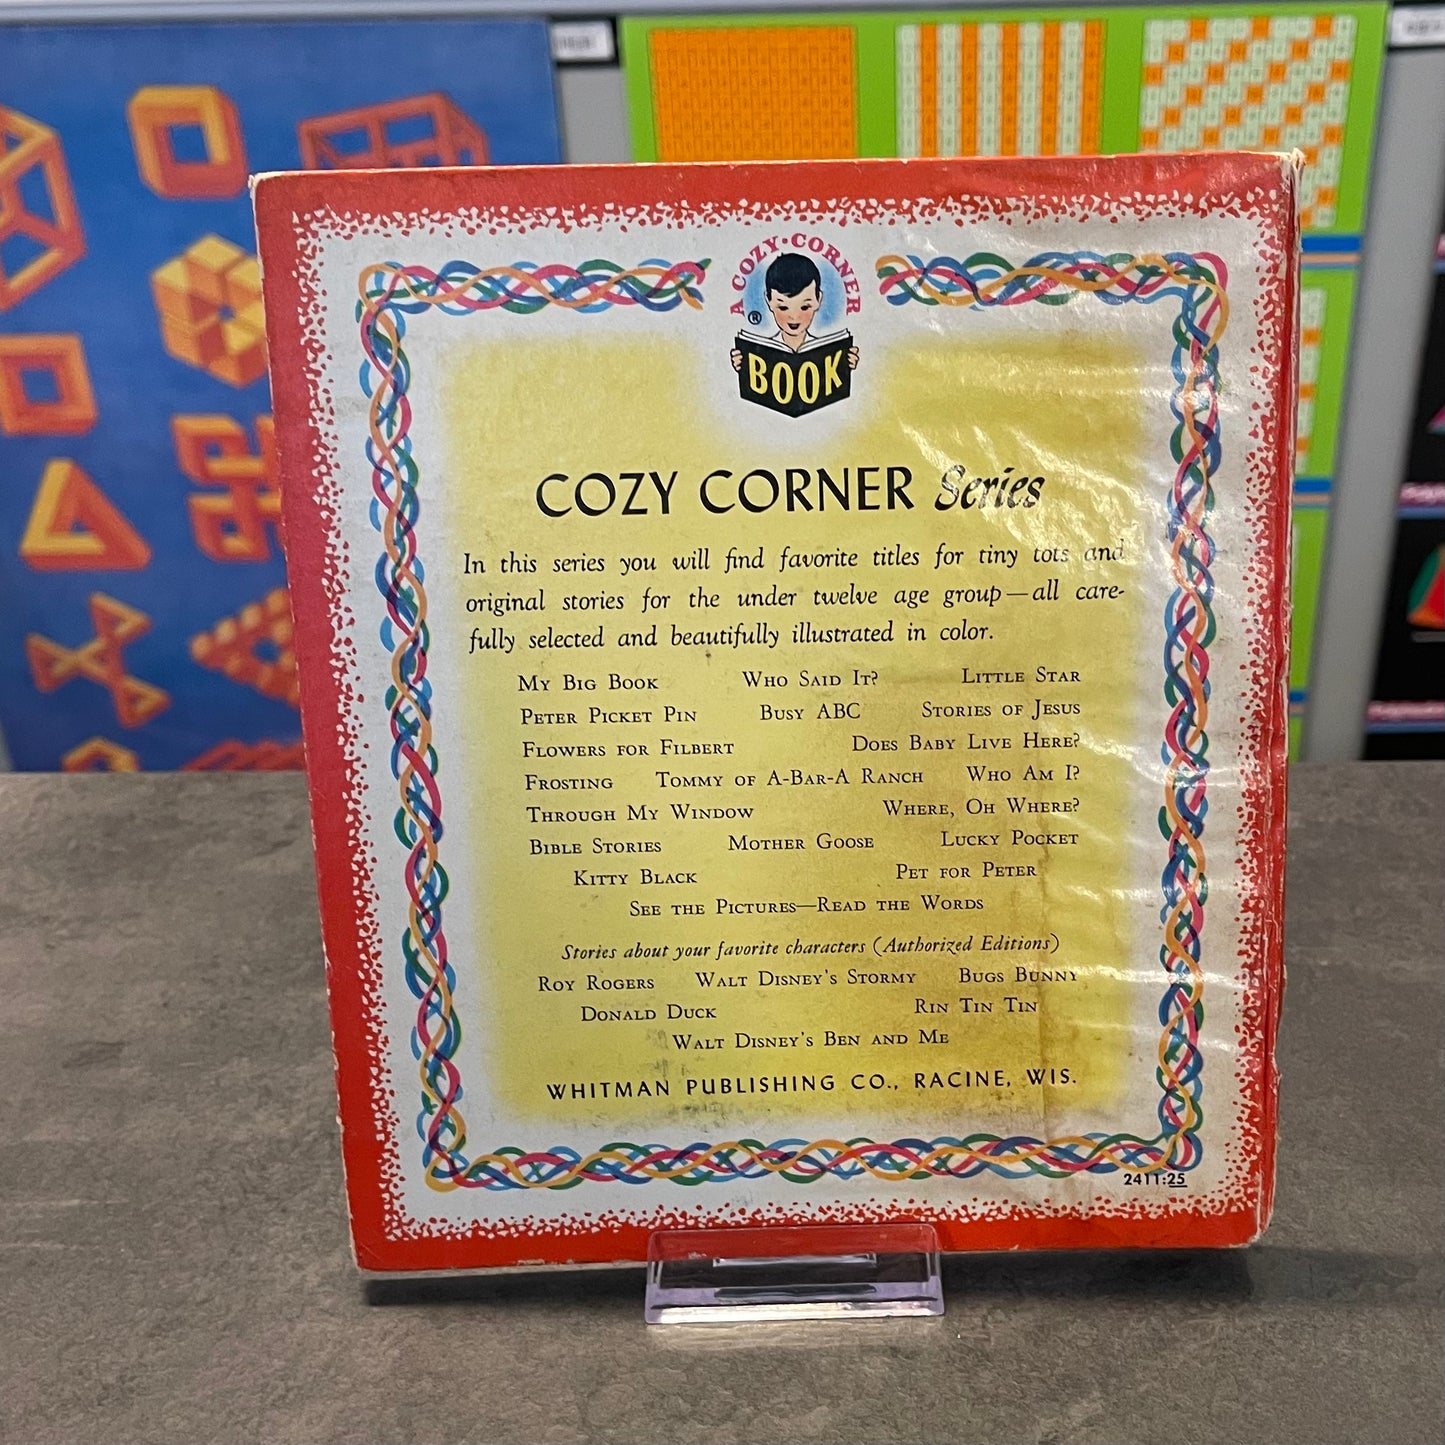 A COZY·CORNER
®
BOOK
COZY CORNER Series
In this series you will find favorite titles for tiny tots and
original stories for the under twelve age group—all care-
fully selected and beautifully illustrated in color.
MY BIG BOOK WHO SAID IT? LITTLE STAR
PETER PICKET PIN BUSY ABC STORIES OF JESUS
FLOWERS FOR FILBERT DOES BABY LIVE HERE?
FROSTING TOMMY OF A-BAR-A RANCH WHO AM I?
THROUGH MY WINDOW WHERE, OH WHERE?
BIBLE STORIES MOTHER GOOSE LUCKY POCKET
KITTY BLACK PET FOR PETER
SEE THE PICTURES—READ THE WORDS
Stories about your favorite characters (Authorized Editions)
ROY ROGERS WALT DISNEY'S STORMY BUGS BUNNY
DONALD DUCK RIN TIN TIN
WALT DISNEY'S BEN AND ME
WHITMAN PUBLISHING CO., RACINE, WIS.
2411:25